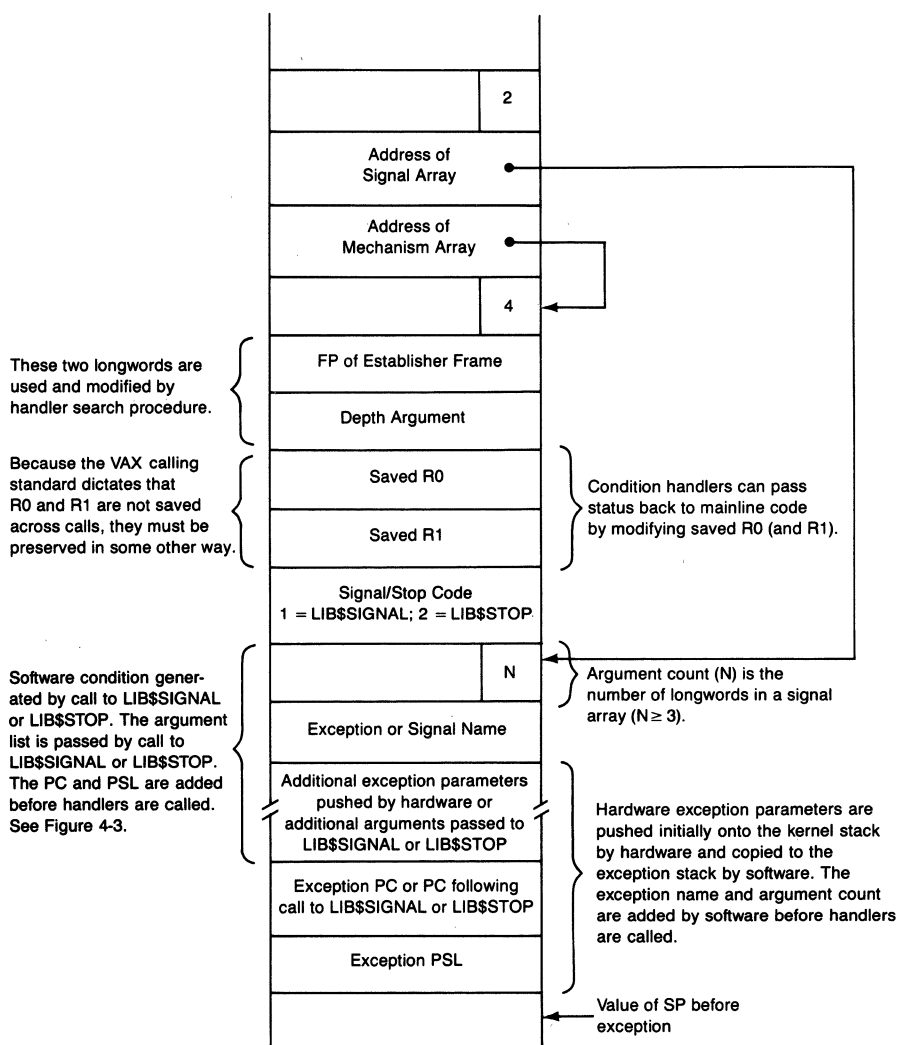 2
Address of
Signal Array
Address of
Mechanism Array
4
These two longwords are
used and modified by
handler search procedure.
FP of Establisher Frame
Depth Argument
Because the VAX calling
standard dictates that
R0 and R1 are not saved
across calls, they must be
preserved in some other way.
Saved R0
Saved R1
Condition handlers can pass
status back to mainline code
by modifying saved R0 (and R1).
Signal/Stop Code
1 = LIB$SIGNAL; 2 = LIB$STOP
Software condition gener-
ated by call to LIB$SIGNAL
or LIB$STOP. The argument
list is passed by call to
LIB$SIGNAL or LIB$STOP.
The PC and PSL are added
before handlers are called.
See Figure 4-3.
N
Argument count (N) is the
number of longwords in a signal
array (N ≥ 3).
Exception or Signal Name
Additional exception parameters
pushed by hardware or
additional arguments passed to
LIB$SIGNAL or LIB$STOP
Exception PC or PC following
call to LIB$SIGNAL or LIB$STOP
Exception PSL
Hardware exception parameters are
pushed initially onto the kernel stack
by hardware and copied to the
exception stack by software. The
exception name and argument count
are added by software before handlers
are called.
Value of SP before
exception